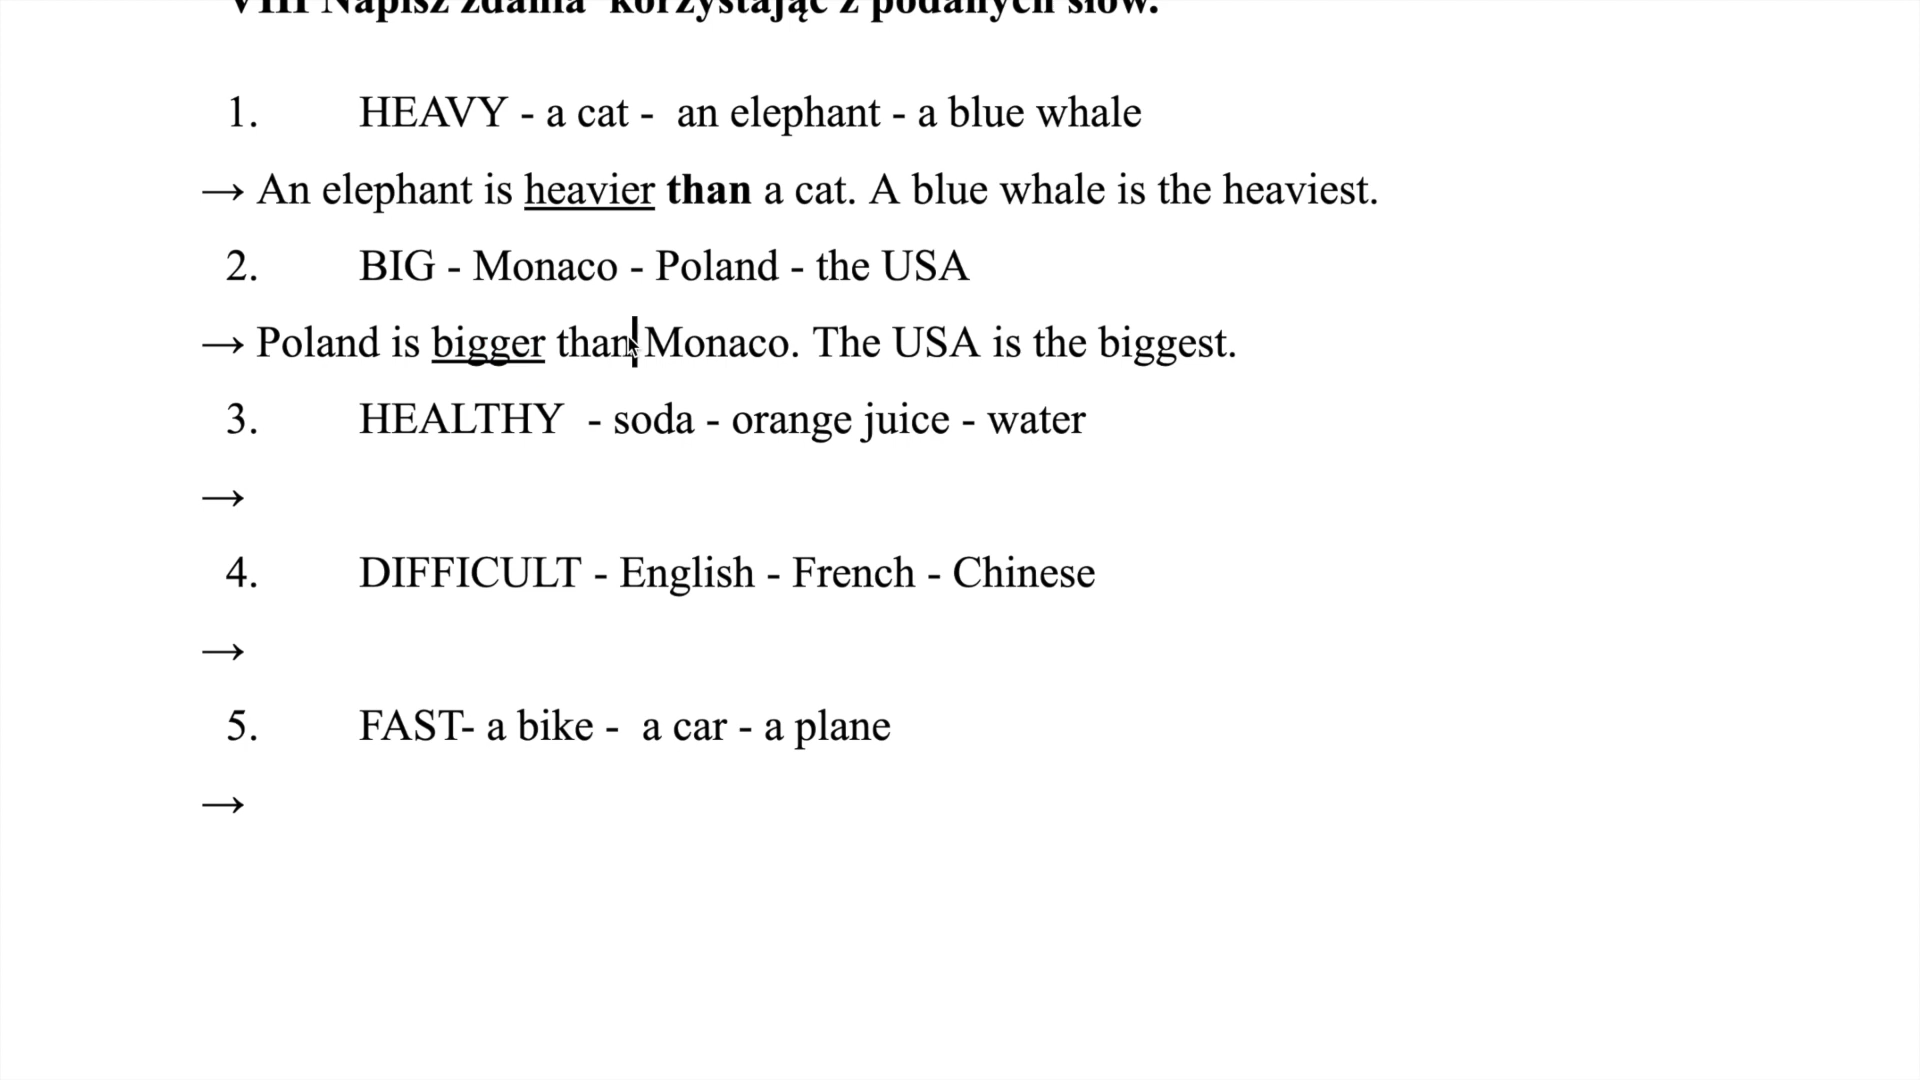 VIII Napisz zdania korzystając z podanych słów.
1. HEAVY - a cat - an elephant - a blue whale
→ An elephant is heavier than a cat. A blue whale is the heaviest.
2. BIG - Monaco - Poland - the USA
→ Poland is bigger than Monaco. The USA is the biggest.
3. HEALTHY - soda - orange juice - water
→
4. DIFFICULT - English - French - Chinese
→
5. FAST- a bike - a car - a plane
→